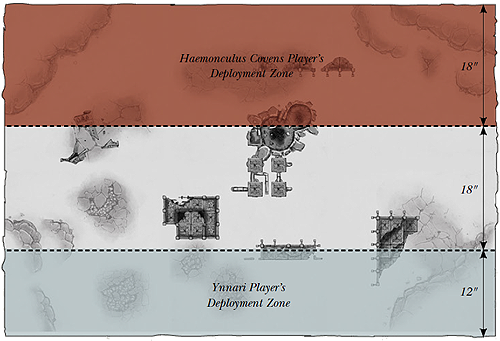 Haemonculus Covens Player's
Deployment Zone
18"
18"
Ynnari Player's
Deployment Zone
12"